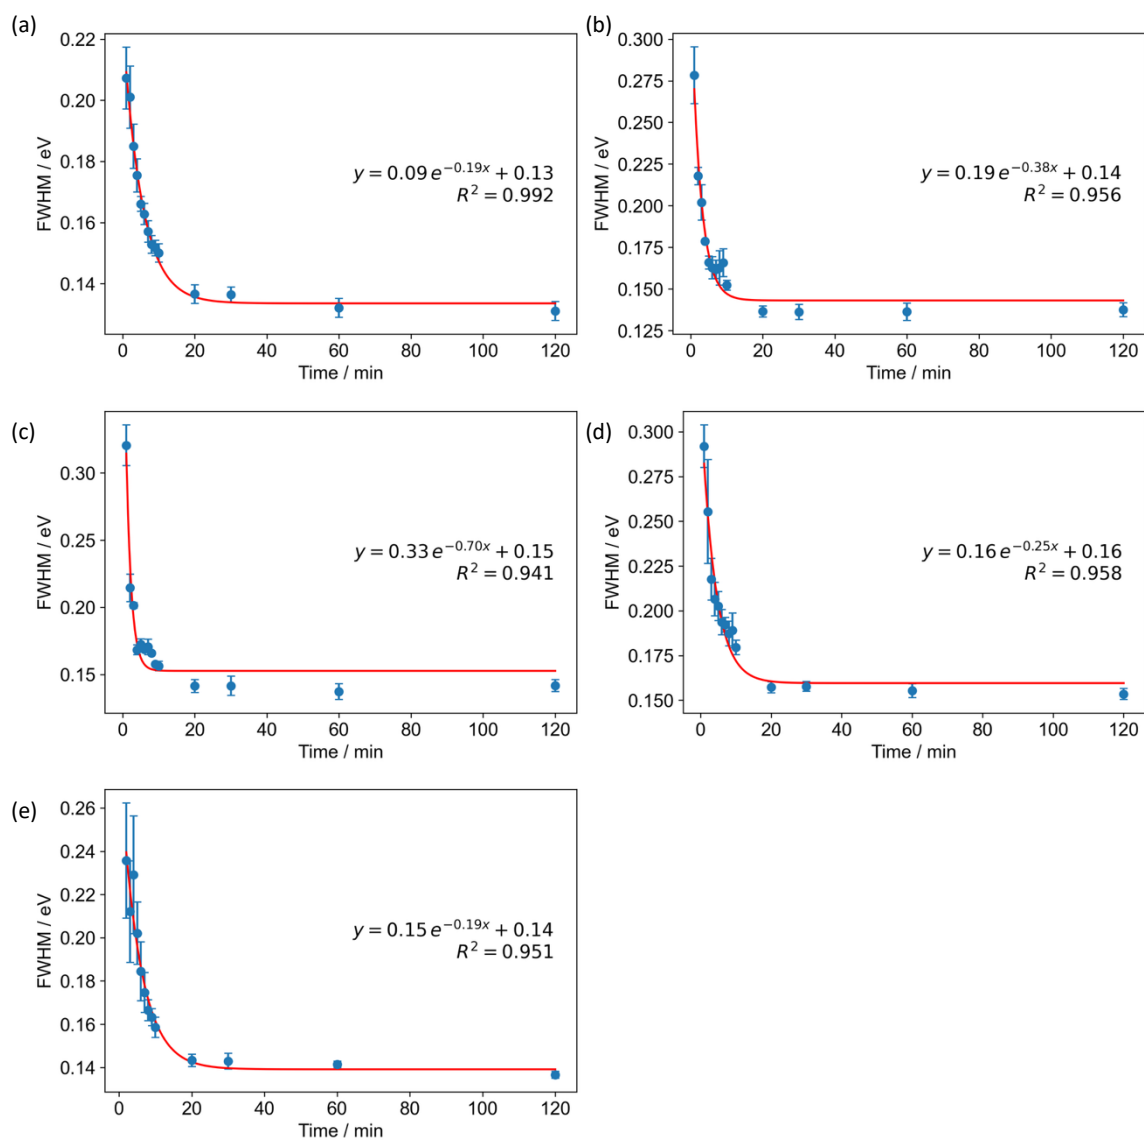 (a)
0.22
0.20
0.18
0.16
0.14
FWHM / eV
y = 0.09 e^{-0.19x} + 0.13
R^2 = 0.992
0 20 40 60 80 100 120
Time / min
(b)
0.300
0.275
0.250
0.225
0.200
0.175
0.150
0.125
FWHM / eV
y = 0.19 e^{-0.38x} + 0.14
R^2 = 0.956
0 20 40 60 80 100 120
Time / min
(c)
0.30
0.25
0.20
0.15
FWHM / eV
y = 0.33 e^{-0.70x} + 0.15
R^2 = 0.941
0 20 40 60 80 100 120
Time / min
(d)
0.300
0.275
0.250
0.225
0.200
0.175
0.150
FWHM / eV
y = 0.16 e^{-0.25x} + 0.16
R^2 = 0.958
0 20 40 60 80 100 120
Time / min
(e)
0.26
0.24
0.22
0.20
0.18
0.16
0.14
FWHM / eV
y = 0.15 e^{-0.19x} + 0.14
R^2 = 0.951
0 20 40 60 80 100 120
Time / min